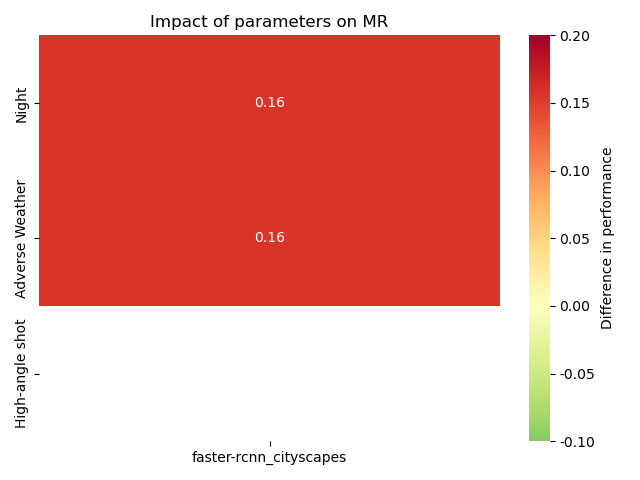 Impact of parameters on MR
Night
0.16
Adverse Weather
0.16
High-angle shot
faster-rcnn_cityscapes
0.20
0.15
0.10
0.05
0.00
-0.05
-0.10
Difference in performance